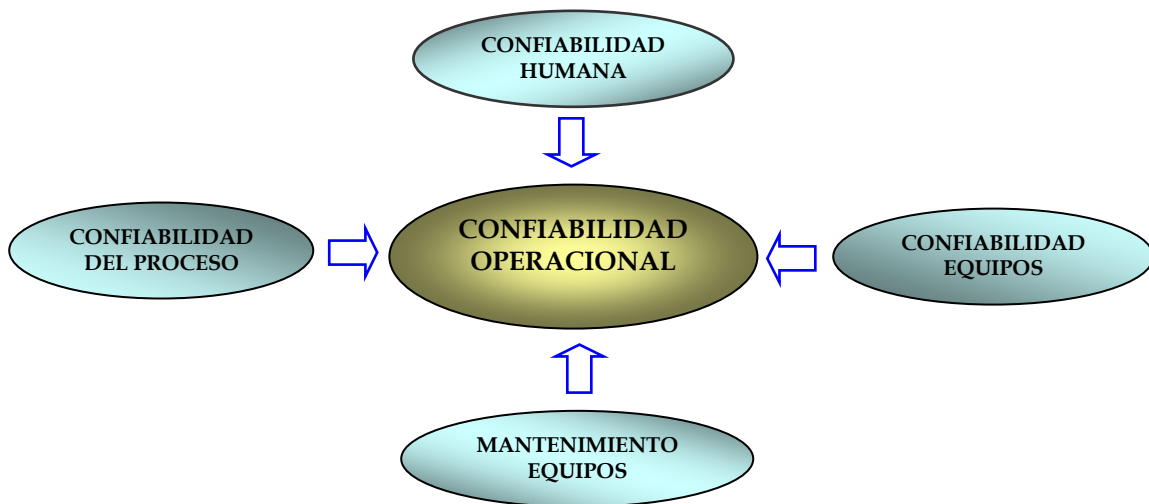 CONFIABILIDAD
HUMANA
CONFIABILIDAD
DEL PROCESO
CONFIABILIDAD
OPERACIONAL
CONFIABILIDAD
EQUIPOS
MANTENIMIENTO
EQUIPOS